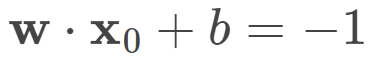 w · x₀ + b = −1